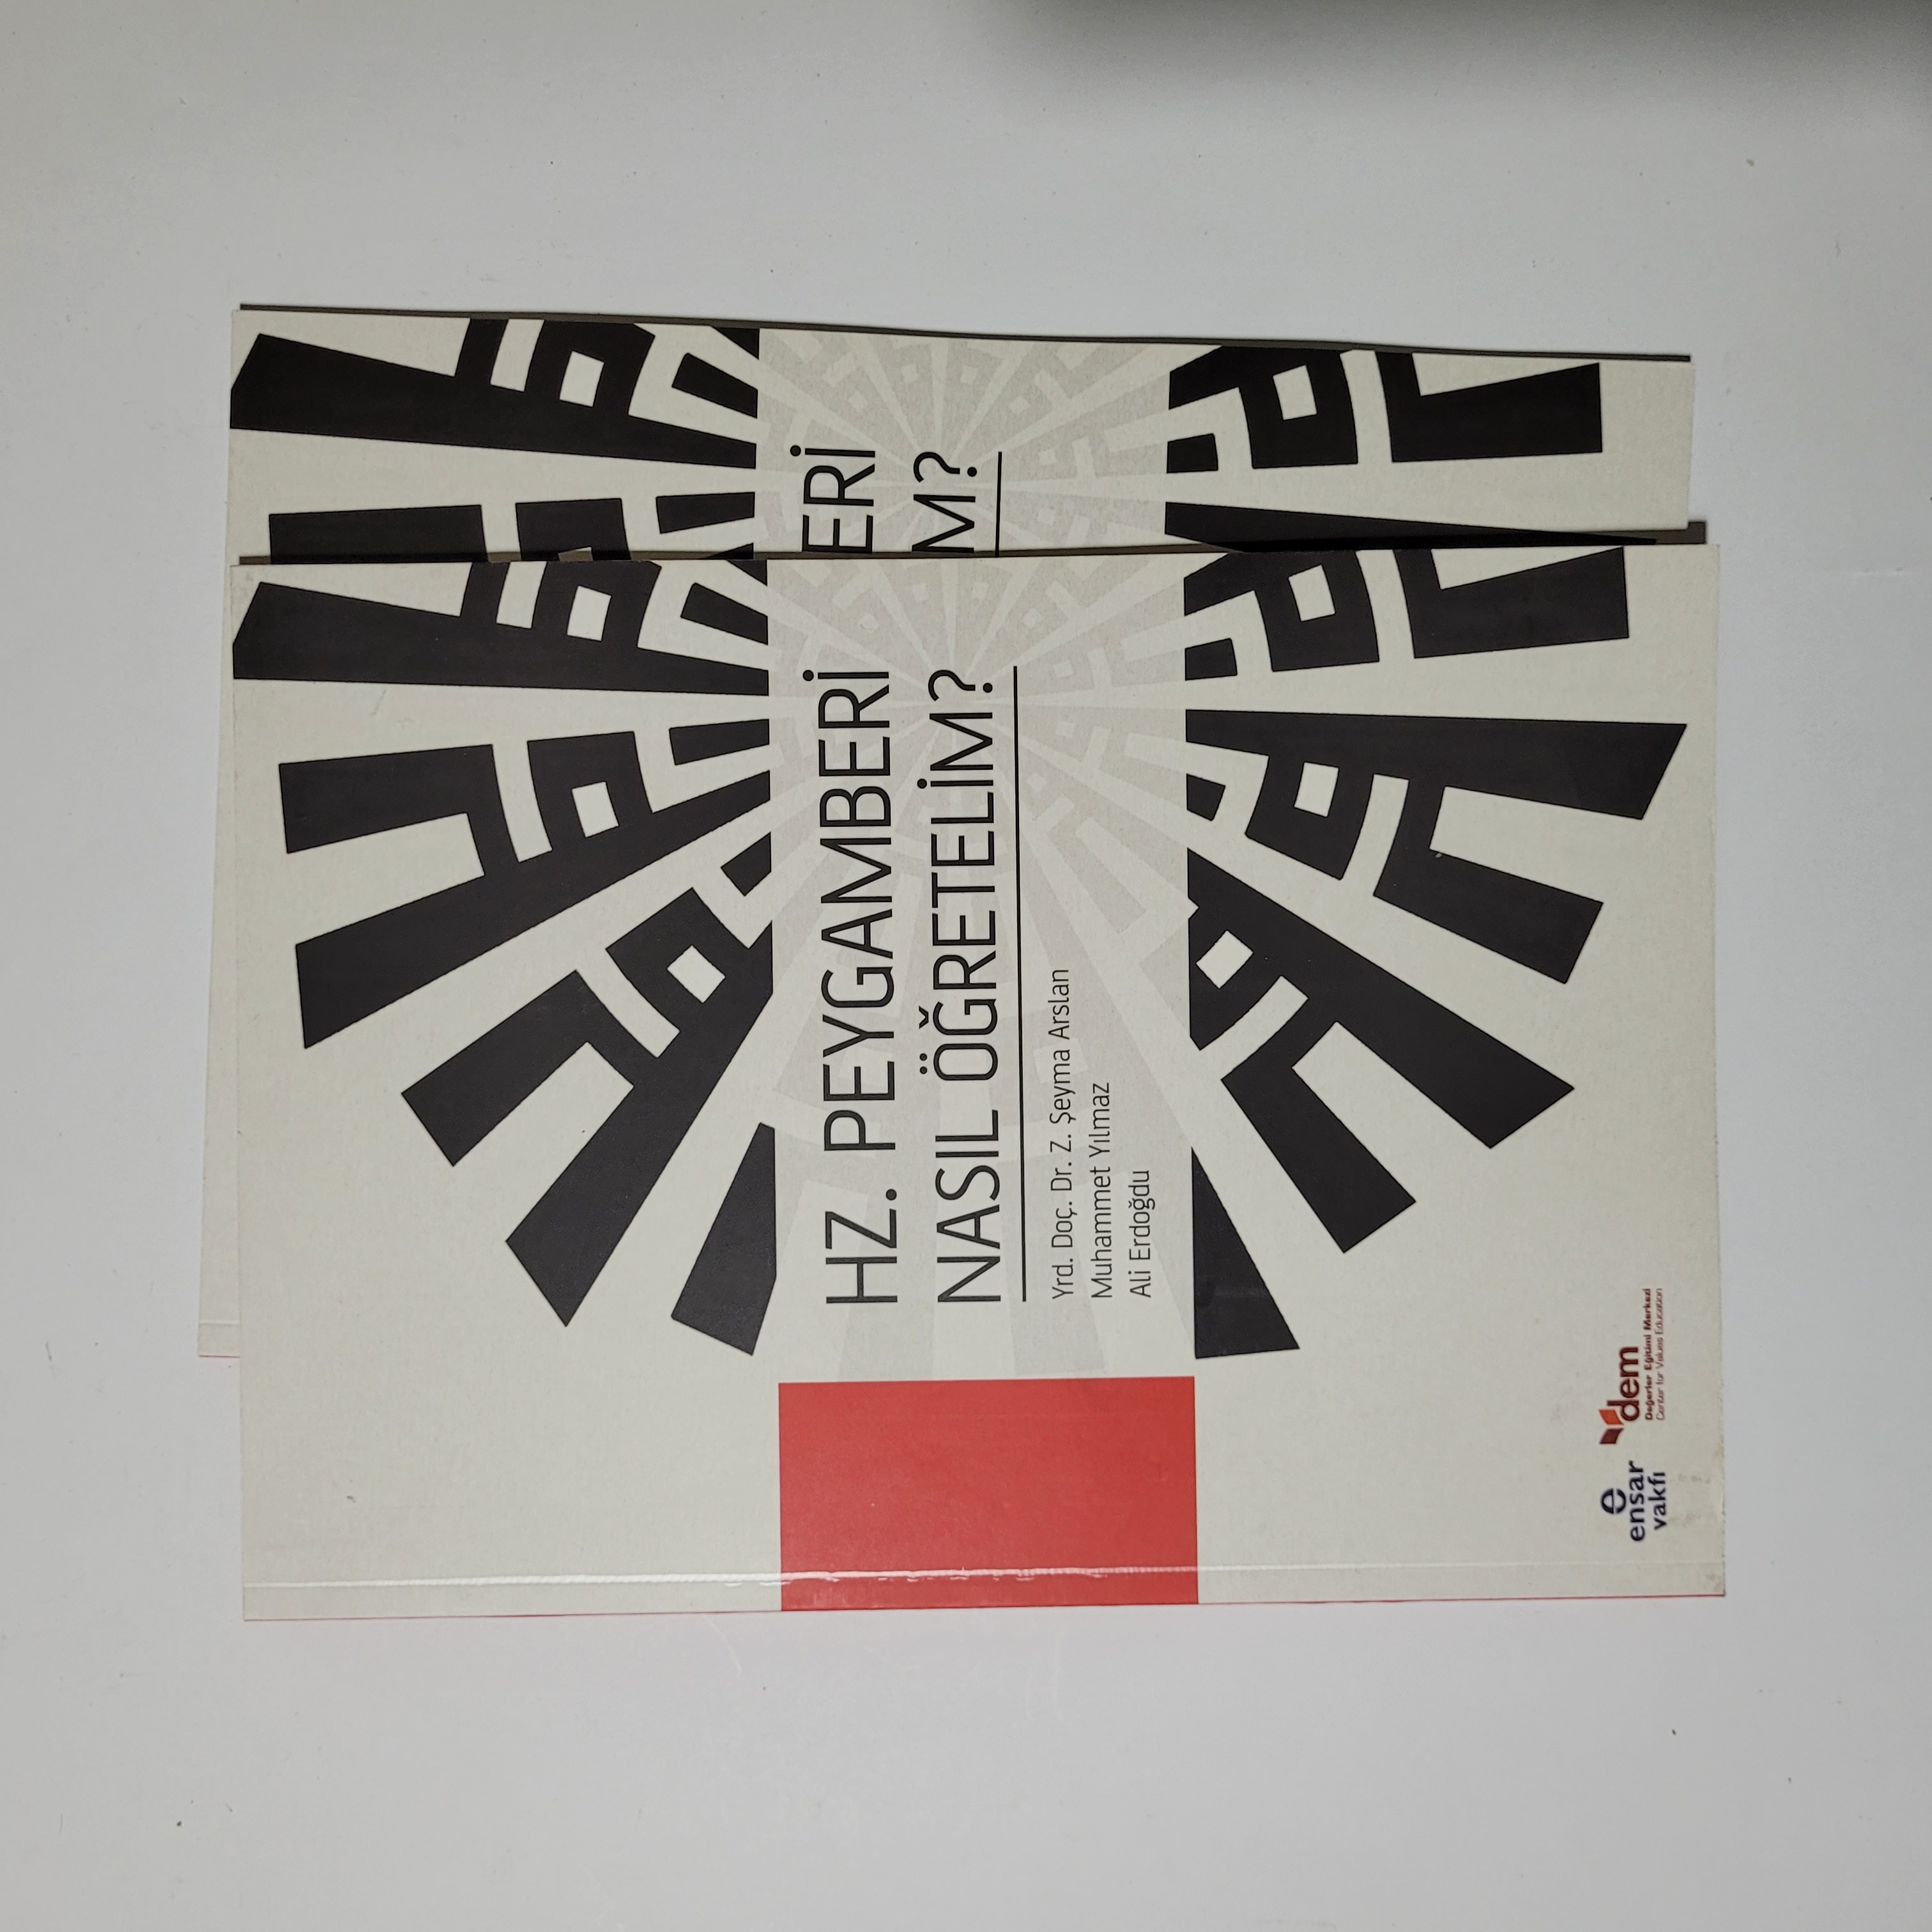 HZ. PEYGAMBERİ
NASIL ÖĞRETELİM?
Yrd. Doç. Dr. Z. Şeyma Arslan
Muhammet Yılmaz
Ali Erdoğdu
e
ensar
vakfı
dem
Değerler Eğitimi Merkezi
Center for Values Education
ERİ
M?